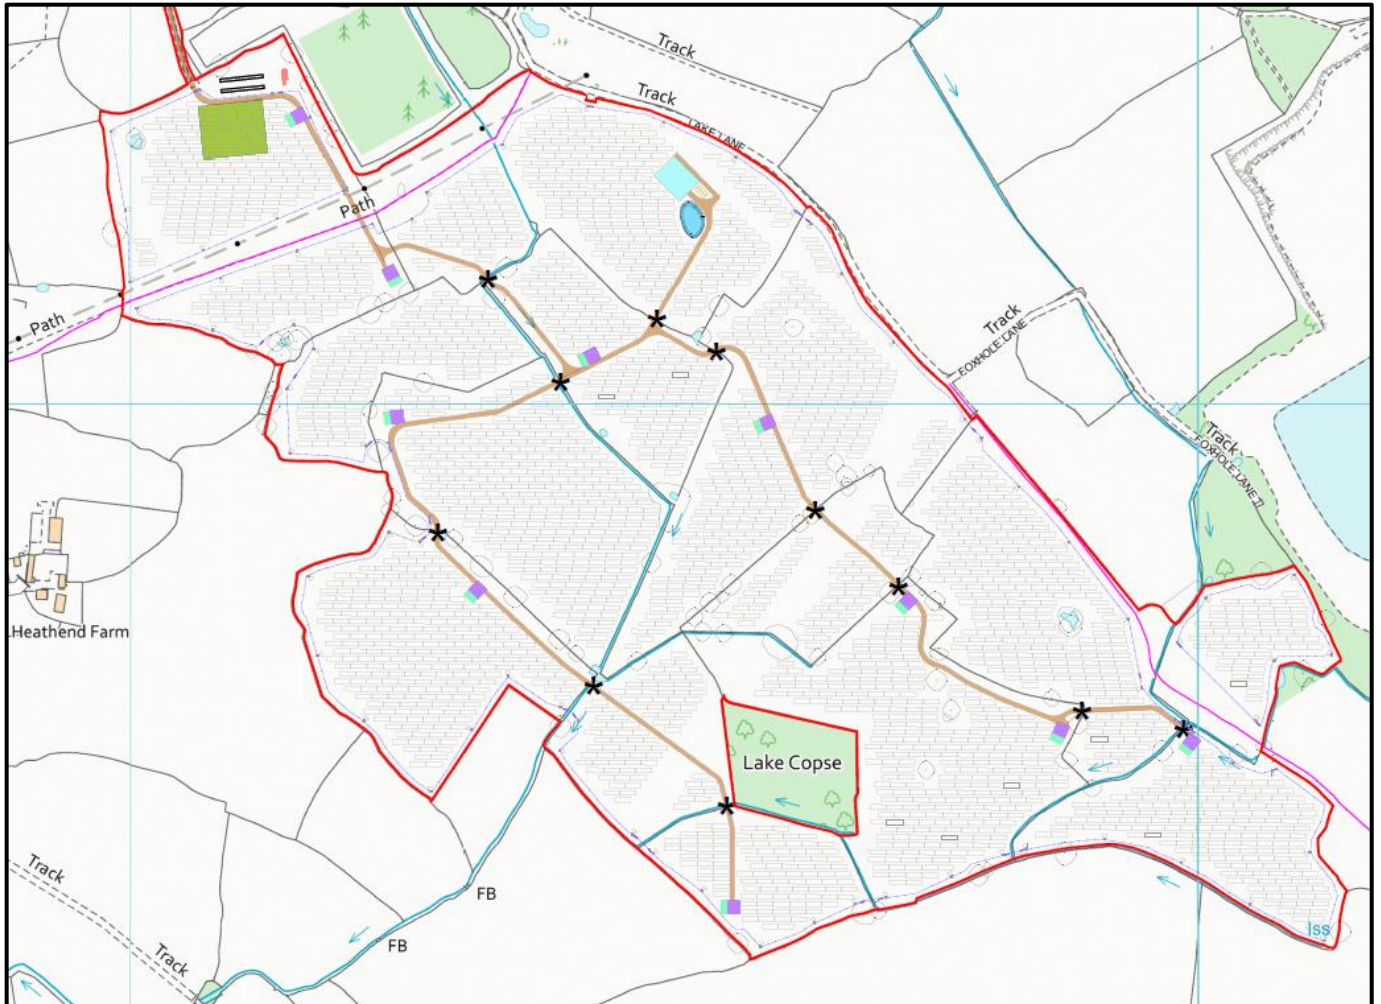 Track
Track
LAKE LANE
Path
Path
Track
FOXHOLE LANE
Track
FOXHOLE LANE
Heathend Farm
Lake Copse
Track
FB
FB
Track
Iss